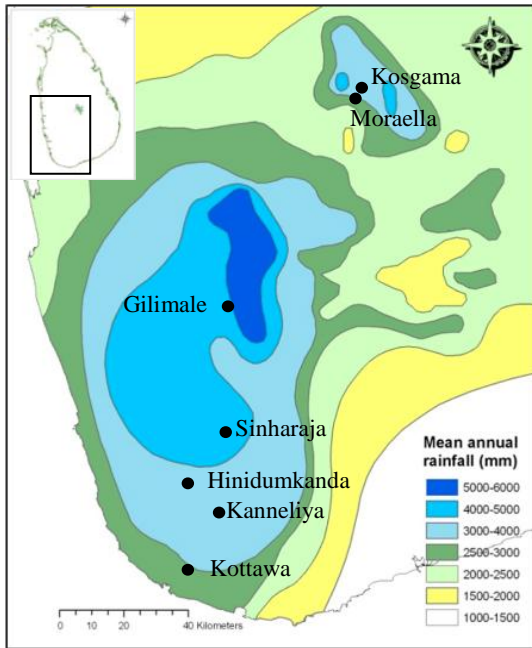 Kosgama
Moraella
Gilimale
Sinharaja
Hinidumkanda
Kanneliya
Kottawa
Mean annual
rainfall (mm)
5000-6000
4000-5000
3000-4000
2500-3000
2000-2500
1500-2000
1000-1500
0 10 20 40 Kilometers